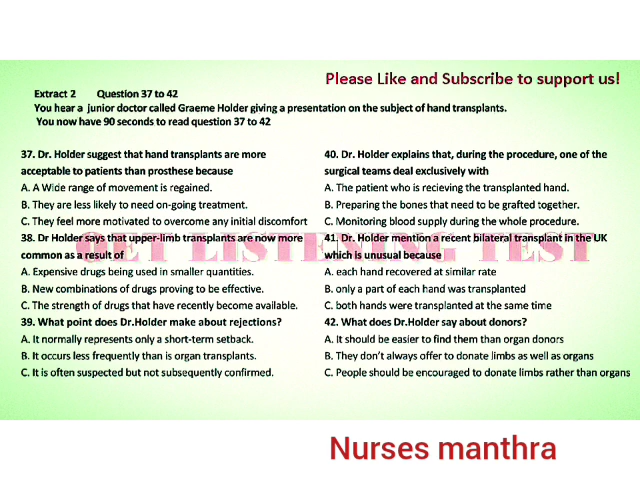 Please Like and Subscribe to support us!
Extract 2 Question 37 to 42
You hear a junior doctor called Graeme Holder giving a presentation on the subject of hand transplants.
You now have 90 seconds to read question 37 to 42
37. Dr. Holder suggest that hand transplants are more
acceptable to patients than prosthese because
A. A Wide range of movement is regained.
B. They are less likely to need on-going treatment.
C. They feel more motivated to overcome any initial discomfort
38. Dr Holder says that upper-limb transplants are now more
common as a result of
A. Expensive drugs being used in smaller quantities.
B. New combinations of drugs proving to be effective.
C. The strength of drugs that have recently become available.
39. What point does Dr.Holder make about rejections?
A. It normally represents only a short-term setback.
B. It occurs less frequently than is organ transplants.
C. It is often suspected but not subsequently confirmed.
40. Dr. Holder explains that, during the procedure, one of the
surgical teams deal exclusively with
A. The patient who is recieving the transplanted hand.
B. Preparing the bones that need to be grafted together.
C. Monitoring blood supply during the whole procedure.
41. Dr. Holder mention a recent bilateral transplant in the UK
which is unusual because
A. each hand recovered at similar rate
B. only a part of each hand was transplanted
C. both hands were transplanted at the same time
42. What does Dr.Holder say about donors?
A. It should be easier to find them than organ donors
B. They don't always offer to donate limbs as well as organs
C. People should be encouraged to donate limbs rather than organs
OET LISTENING TEST
Nurses manthra